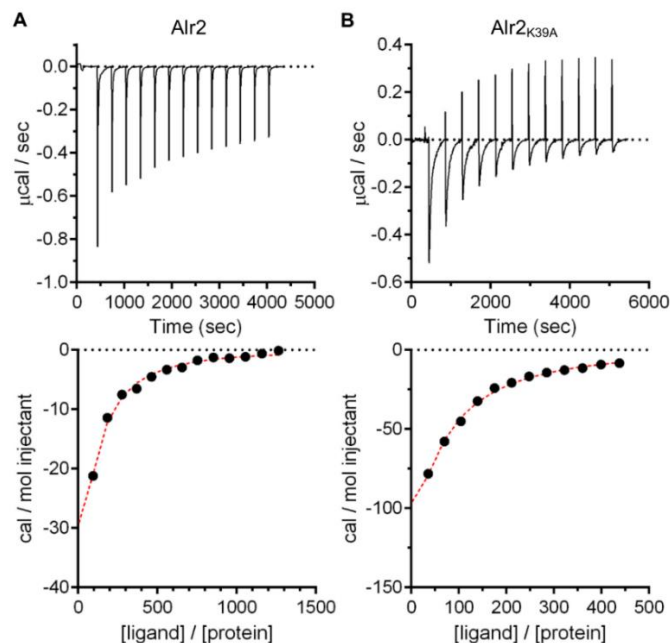 A
Alr2
0.0
-0.2
-0.4
-0.6
-0.8
-1.0
µcal / sec
0 1000 2000 3000 4000 5000
Time (sec)
0
-10
-20
-30
-40
cal / mol injectant
0 500 1000 1500
[ligand] / [protein]
B
Alr2K39A
0.4
0.2
0.0
-0.2
-0.4
-0.6
µcal / sec
0 2000 4000 6000
Time (sec)
0
-50
-100
-150
cal / mol injectant
0 100 200 300 400 500
[ligand] / [protein]